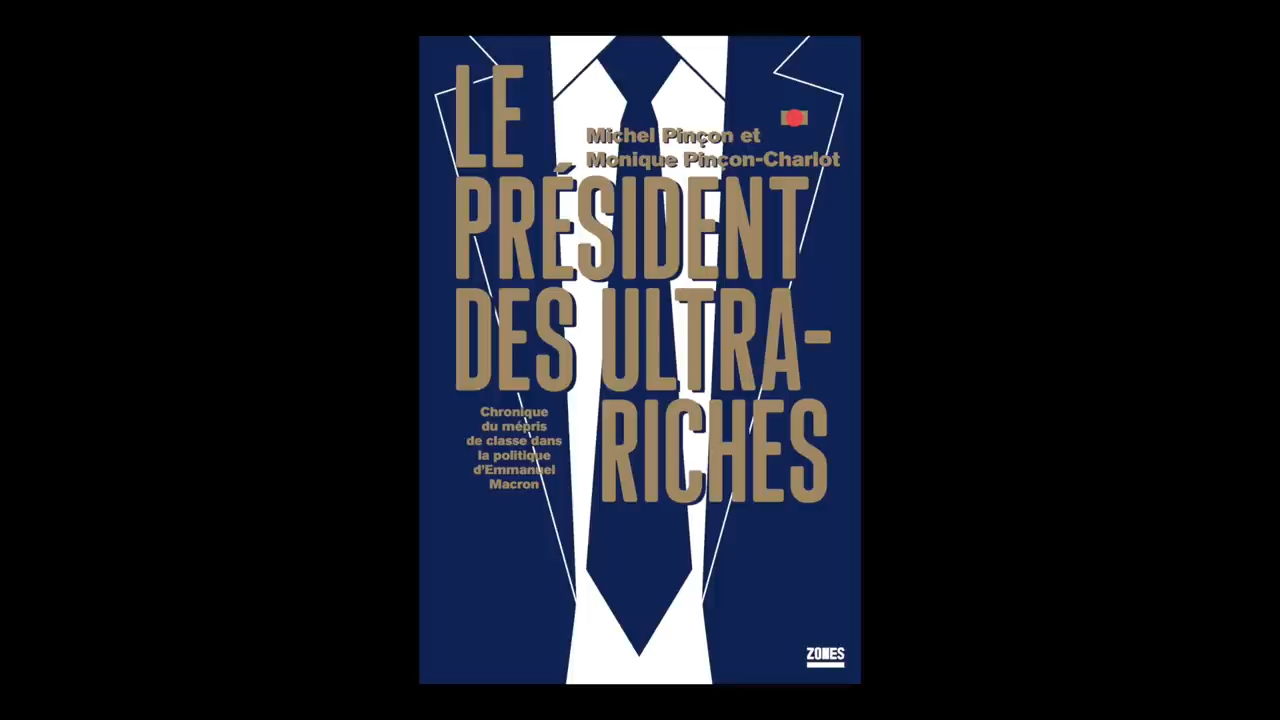 LE
Michel Pinçon et
Monique Pinçon-Charlot
PRÉSIDENT
DES ULTRA-
RICHES
Chronique
du mépris
de classe dans
la politique
d'Emmanuel
Macron
ZONES